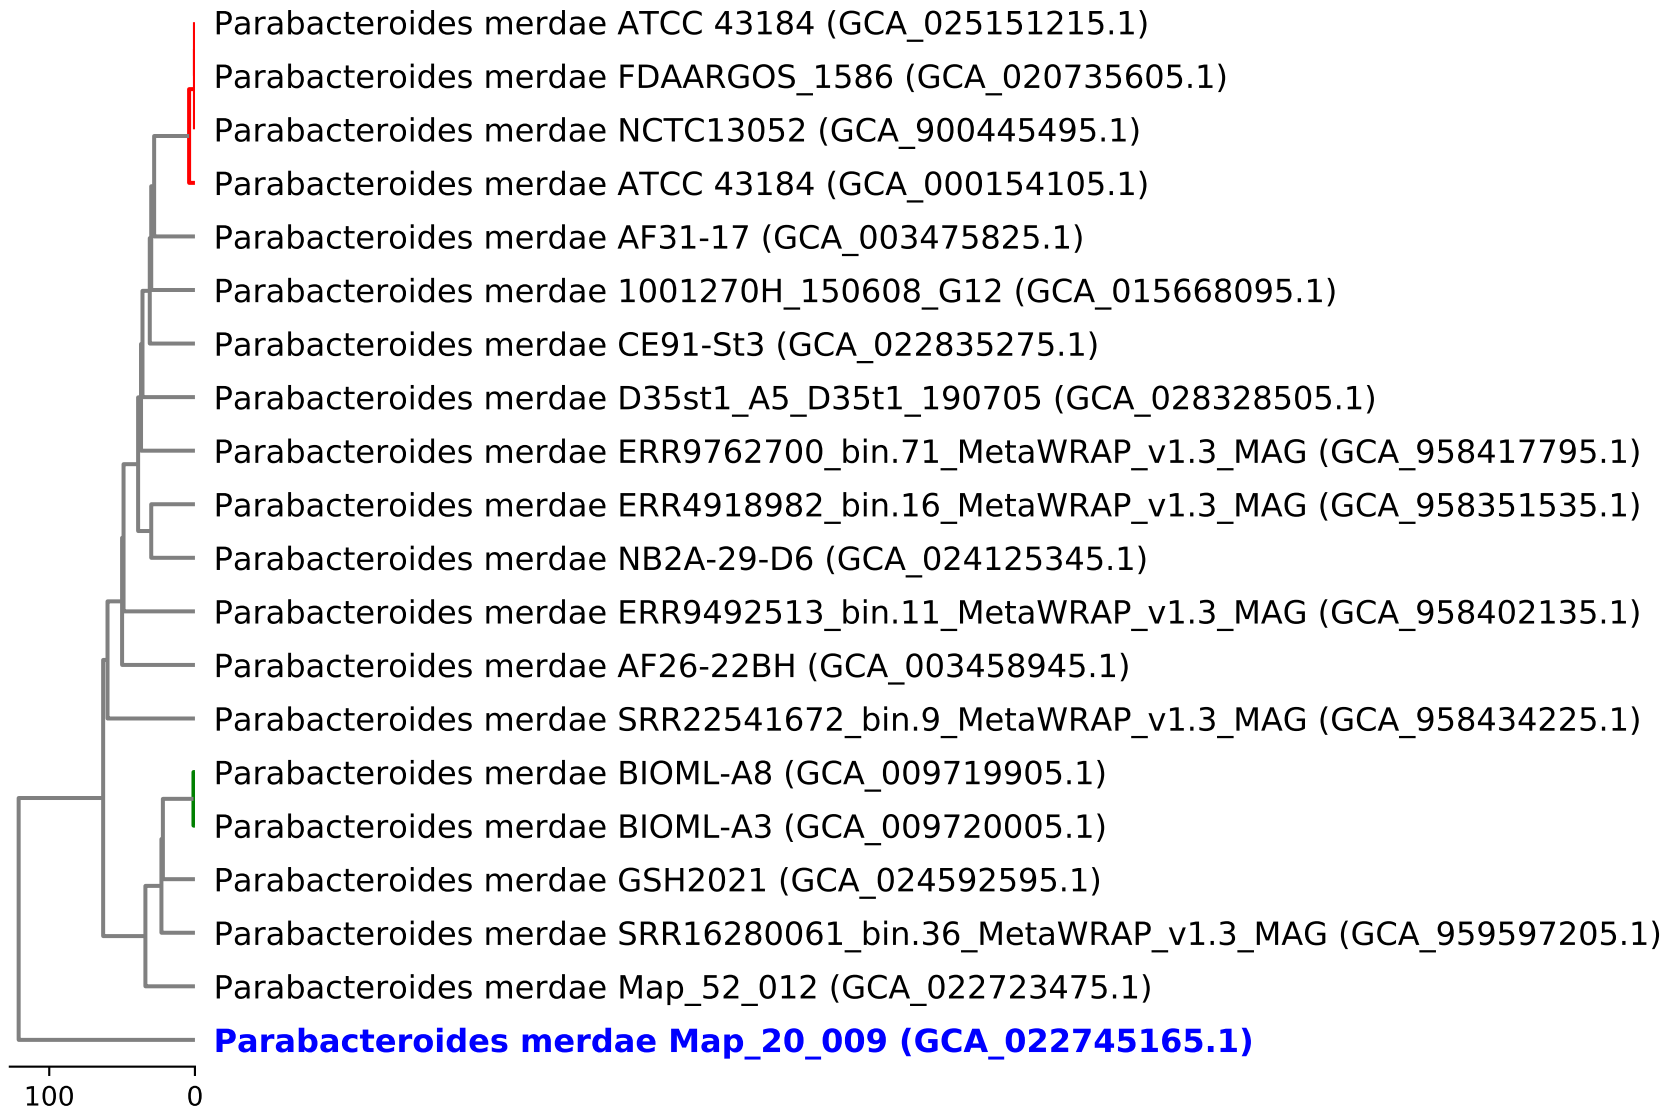 Parabacteroides merdae ATCC 43184 (GCA_025151215.1)
Parabacteroides merdae FDAARGOS_1586 (GCA_020735605.1)
Parabacteroides merdae NCTC13052 (GCA_900445495.1)
Parabacteroides merdae ATCC 43184 (GCA_000154105.1)
Parabacteroides merdae AF31-17 (GCA_003475825.1)
Parabacteroides merdae 1001270H_150608_G12 (GCA_015668095.1)
Parabacteroides merdae CE91-St3 (GCA_022835275.1)
Parabacteroides merdae D35st1_A5_D35t1_190705 (GCA_028328505.1)
Parabacteroides merdae ERR9762700_bin.71_MetaWRAP_v1.3_MAG (GCA_958417795.1)
Parabacteroides merdae ERR4918982_bin.16_MetaWRAP_v1.3_MAG (GCA_958351535.1)
Parabacteroides merdae NB2A-29-D6 (GCA_024125345.1)
Parabacteroides merdae ERR9492513_bin.11_MetaWRAP_v1.3_MAG (GCA_958402135.1)
Parabacteroides merdae AF26-22BH (GCA_003458945.1)
Parabacteroides merdae SRR22541672_bin.9_MetaWRAP_v1.3_MAG (GCA_958434225.1)
Parabacteroides merdae BIOML-A8 (GCA_009719905.1)
Parabacteroides merdae BIOML-A3 (GCA_009720005.1)
Parabacteroides merdae GSH2021 (GCA_024592595.1)
Parabacteroides merdae SRR16280061_bin.36_MetaWRAP_v1.3_MAG (GCA_959597205.1)
Parabacteroides merdae Map_52_012 (GCA_022723475.1)
Parabacteroides merdae Map_20_009 (GCA_022745165.1)
100 0